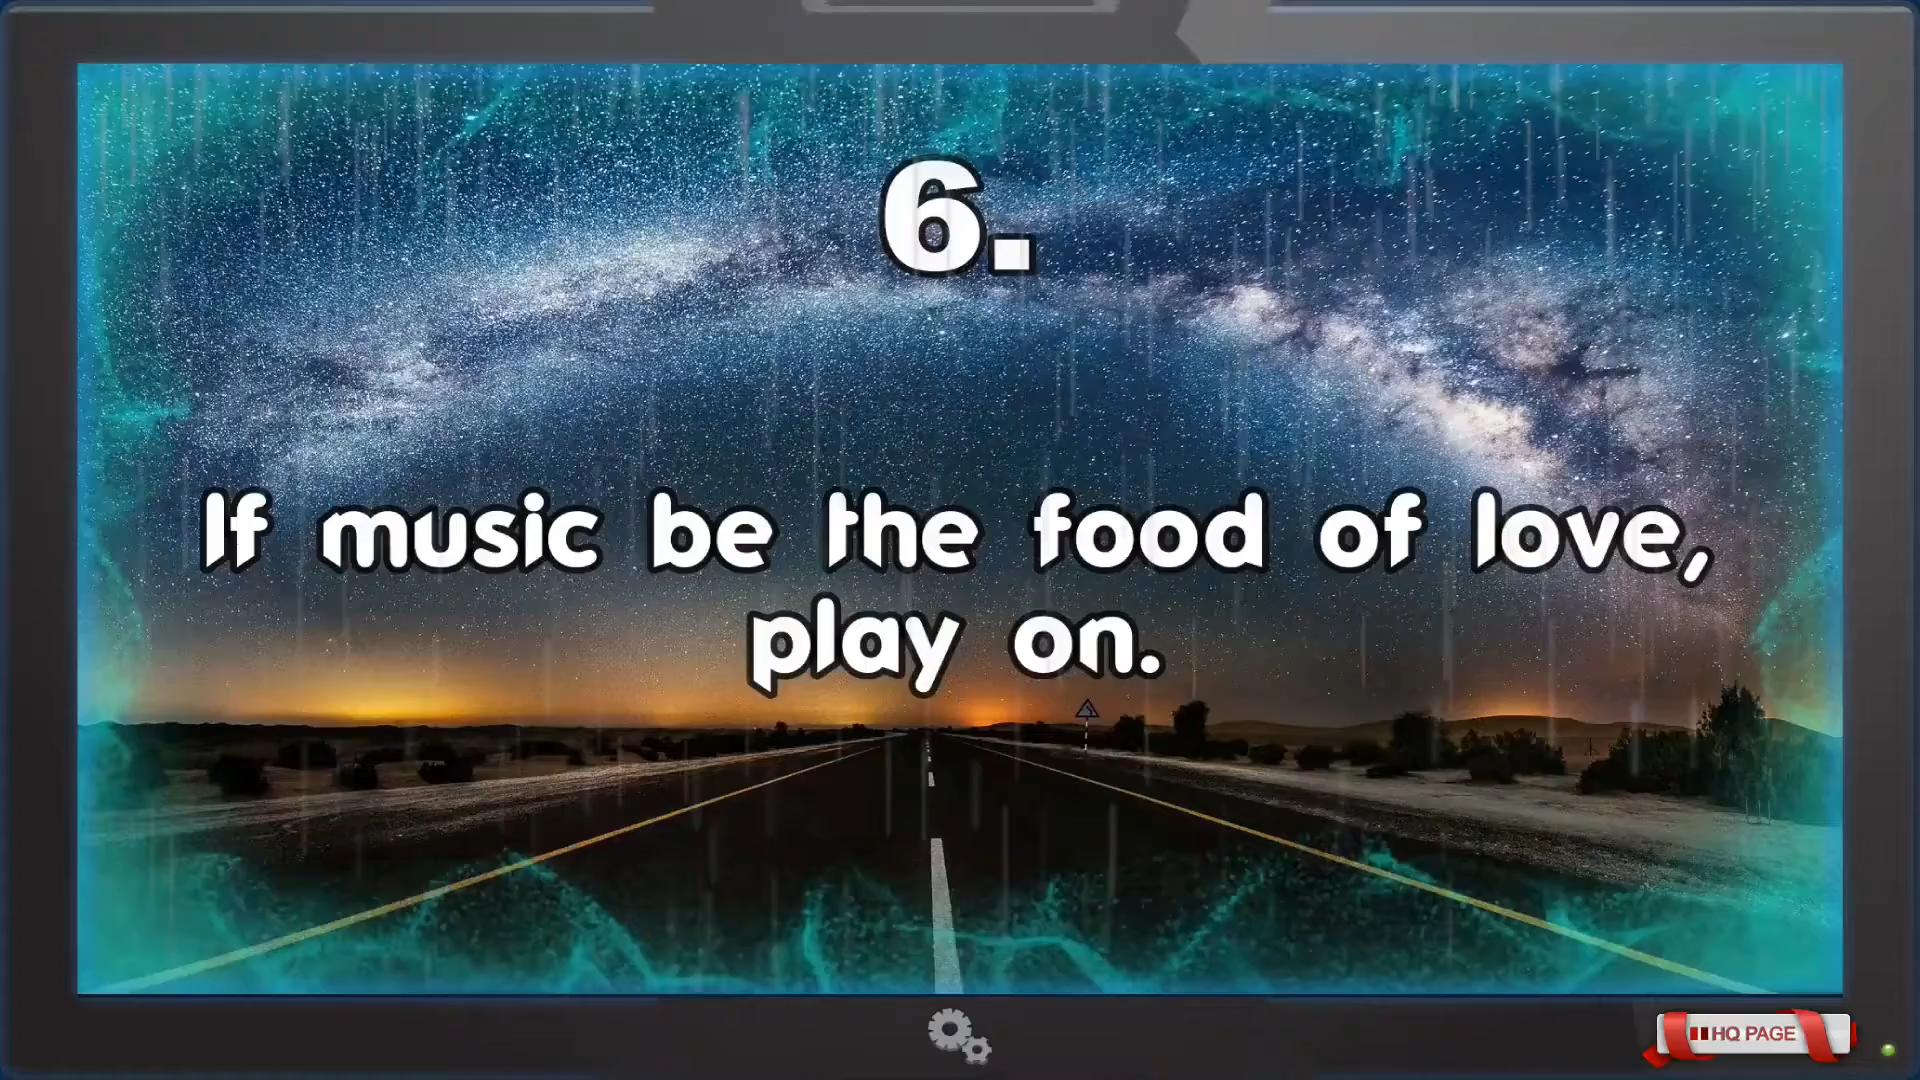 6.
If music be the food of love,
play on.
HQ PAGE